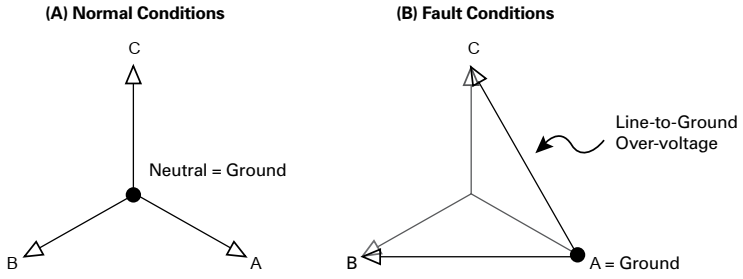 (A) Normal Conditions
C
Neutral = Ground
B
A
(B) Fault Conditions
C
Line-to-Ground
Over-voltage
B
A = Ground